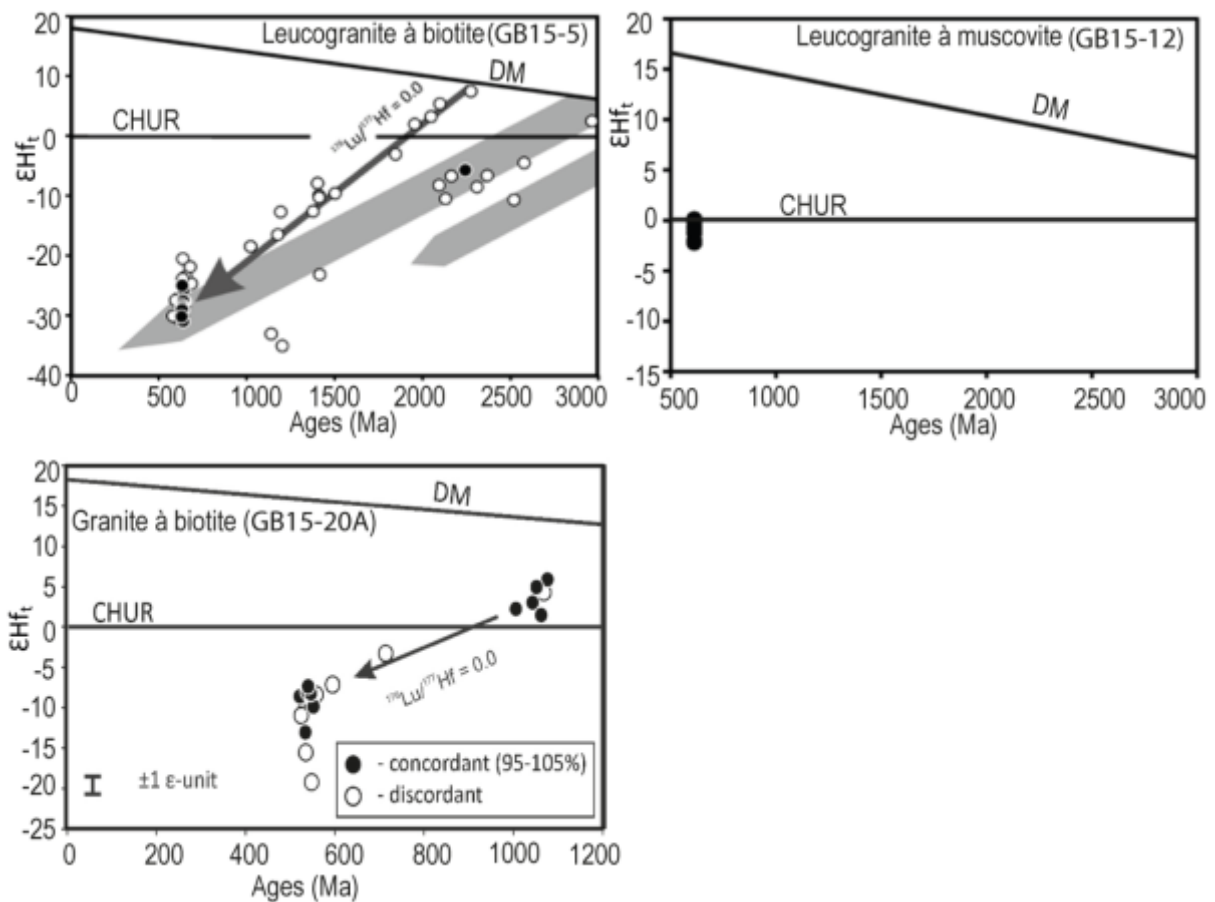 Leucogranite à biotite (GB15-5)
DM
CHUR
¹⁷⁶Lu/¹⁷⁷Hf = 0.0
εHfₜ
20
10
0
-10
-20
-30
-40
0 500 1000 1500 2000 2500 3000
Ages (Ma)
Leucogranite à muscovite (GB15-12)
DM
CHUR
εHfₜ
20
15
10
5
0
-5
-10
-15
500 1000 1500 2000 2500 3000
Ages (Ma)
DM
Granite à biotite (GB15-20A)
CHUR
¹⁷⁶Lu/¹⁷⁷Hf = 0.0
εHfₜ
20
15
10
5
0
-5
-10
-15
-20
-25
±1 ε-unit
- concordant (95-105%)
- discordant
0 200 400 600 800 1000 1200
Ages (Ma)